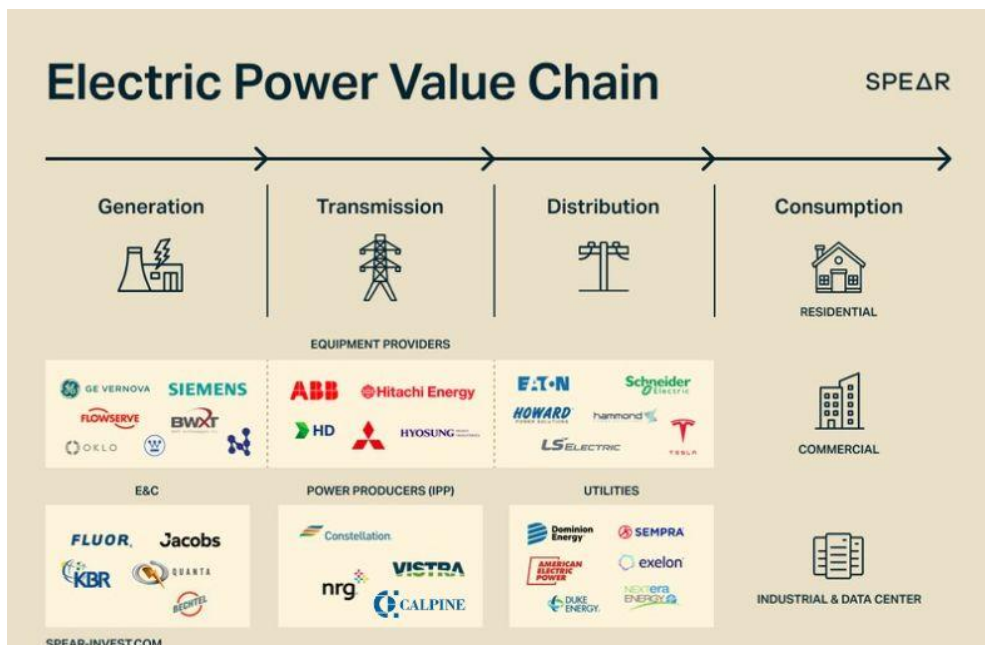 Electric Power Value Chain
SPEΔR
Generation
Transmission
Distribution
Consumption
RESIDENTIAL
EQUIPMENT PROVIDERS
GE VERNOVA
SIEMENS
FLOWSERVE
BWXT
OKLO
ABB
Hitachi Energy
HD
HYOSUNG
EATON
Schneider
Electric
HOWARD
POWER SOLUTIONS
hammond
LS ELECTRIC
TESLA
COMMERCIAL
E&C
POWER PRODUCERS (IPP)
UTILITIES
FLUOR.
Jacobs
KBR
QUANTA
BECHTEL
Constellation
VISTRA
nrg
CALPINE
Dominion
Energy
SEMPRA
AMERICAN
ELECTRIC
POWER
exelon
DUKE
ENERGY.
NEXTera
ENERGY
INDUSTRIAL & DATA CENTER
SPEAR-INVEST.COM